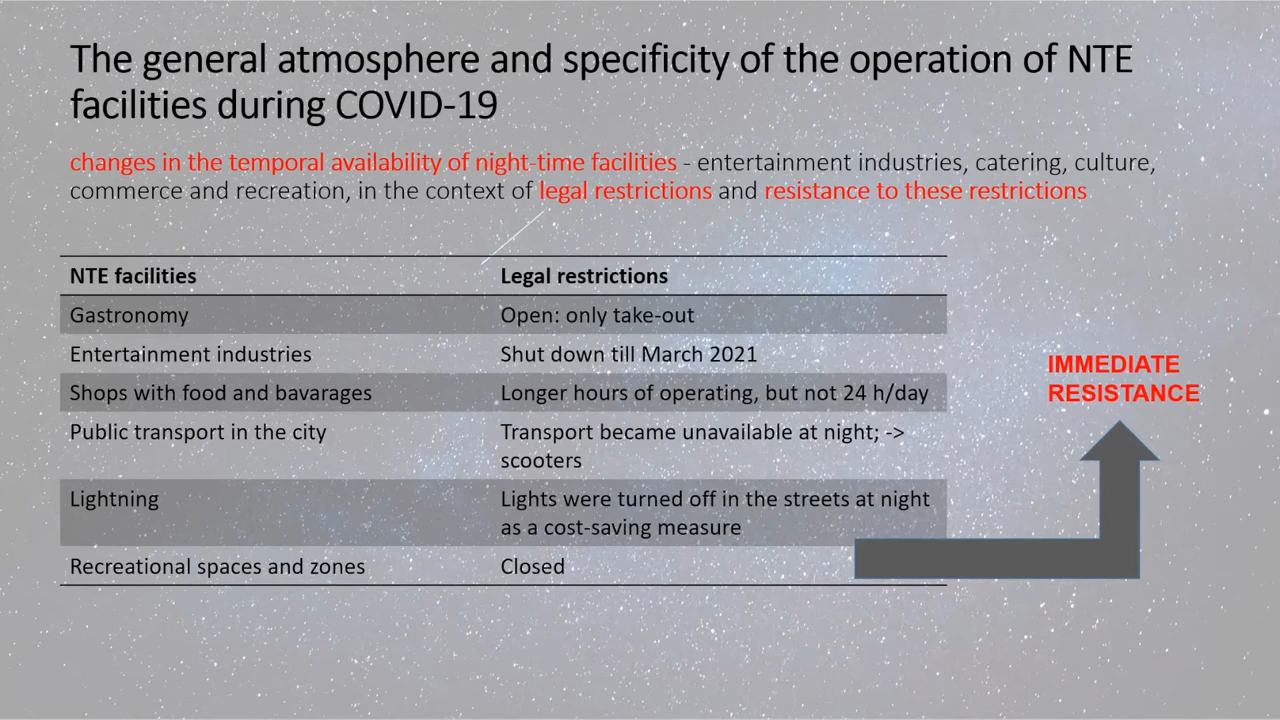 The general atmosphere and specificity of the operation of NTE
facilities during COVID-19
changes in the temporal availability of night-time facilities - entertainment industries, catering, culture,
commerce and recreation, in the context of legal restrictions and resistance to these restrictions
NTE facilities
Legal restrictions
Gastronomy
Open: only take-out
Entertainment industries
Shut down till March 2021
Shops with food and bavarages
Longer hours of operating, but not 24 h/day
Public transport in the city
Transport became unavailable at night; ->
scooters
Lightning
Lights were turned off in the streets at night
as a cost-saving measure
Recreational spaces and zones
Closed
IMMEDIATE
RESISTANCE